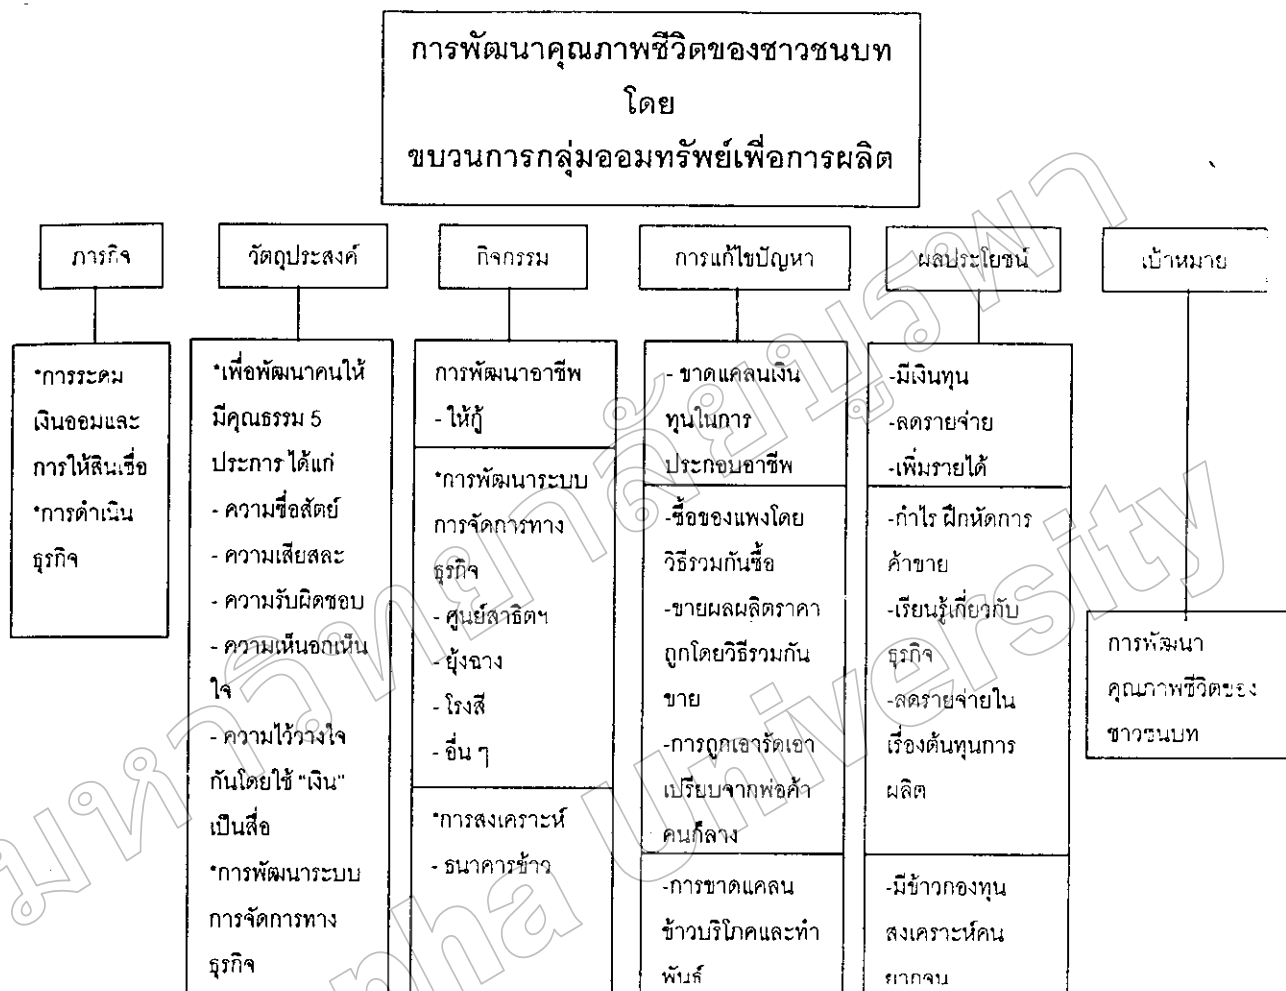 การพัฒนาคุณภาพชีวิตของชาวชนบท
โดย
ขบวนการกลุ่มออมทรัพย์เพื่อการผลิต
ภารกิจ
วัตถุประสงค์
กิจกรรม
การแก้ไขปัญหา
ผลประโยชน์
เป้าหมาย
*การระดม
เงินออมและ
การให้สินเชื่อ
*การดำเนิน
ธุรกิจ
*เพื่อพัฒนาคนให้
มีคุณธรรม 5
ประการ ได้แก่
- ความซื่อสัตย์
- ความเสียสละ
- ความรับผิดชอบ
- ความเห็นอกเห็น
ใจ
- ความไว้วางใจ
กันโดยใช้ "เงิน"
เป็นสื่อ
*การพัฒนาระบบ
การจัดการทาง
ธุรกิจ
การพัฒนาอาชีพ
- ให้กู้
*การพัฒนาระบบ
การจัดการทาง
ธุรกิจ
- ศูนย์สาธิตฯ
- ยุ้งฉาง
- โรงสี
- อื่น ๆ
*การสงเคราะห์
- ธนาคารข้าว
- ขาดแคลนเงิน
ทุนในการ
ประกอบอาชีพ
-ซื้อของแพงโดย
วิธีรวมกันซื้อ
-ขายผลผลิตราคา
ถูกโดยวิธีรวมกัน
ขาย
-การถูกเอารัดเอา
เปรียบจากพ่อค้า
คนกลาง
-การขาดแคลน
ข้าวบริโภคและทำ
พันธ์
-มีเงินทุน
-ลดรายจ่าย
-เพิ่มรายได้
-กำไร ฝึกหัดการ
ค้าขาย
-เรียนรู้เกี่ยวกับ
ธุรกิจ
-ลดรายจ่ายใน
เรื่องต้นทุนการ
ผลิต
-มีข้าวกองทุน
สงเคราะห์คน
ยากจน
การพัฒนา
คุณภาพชีวิตของ
ชาวชนบท
มหาวิทยาลัยบูรพา
pha University